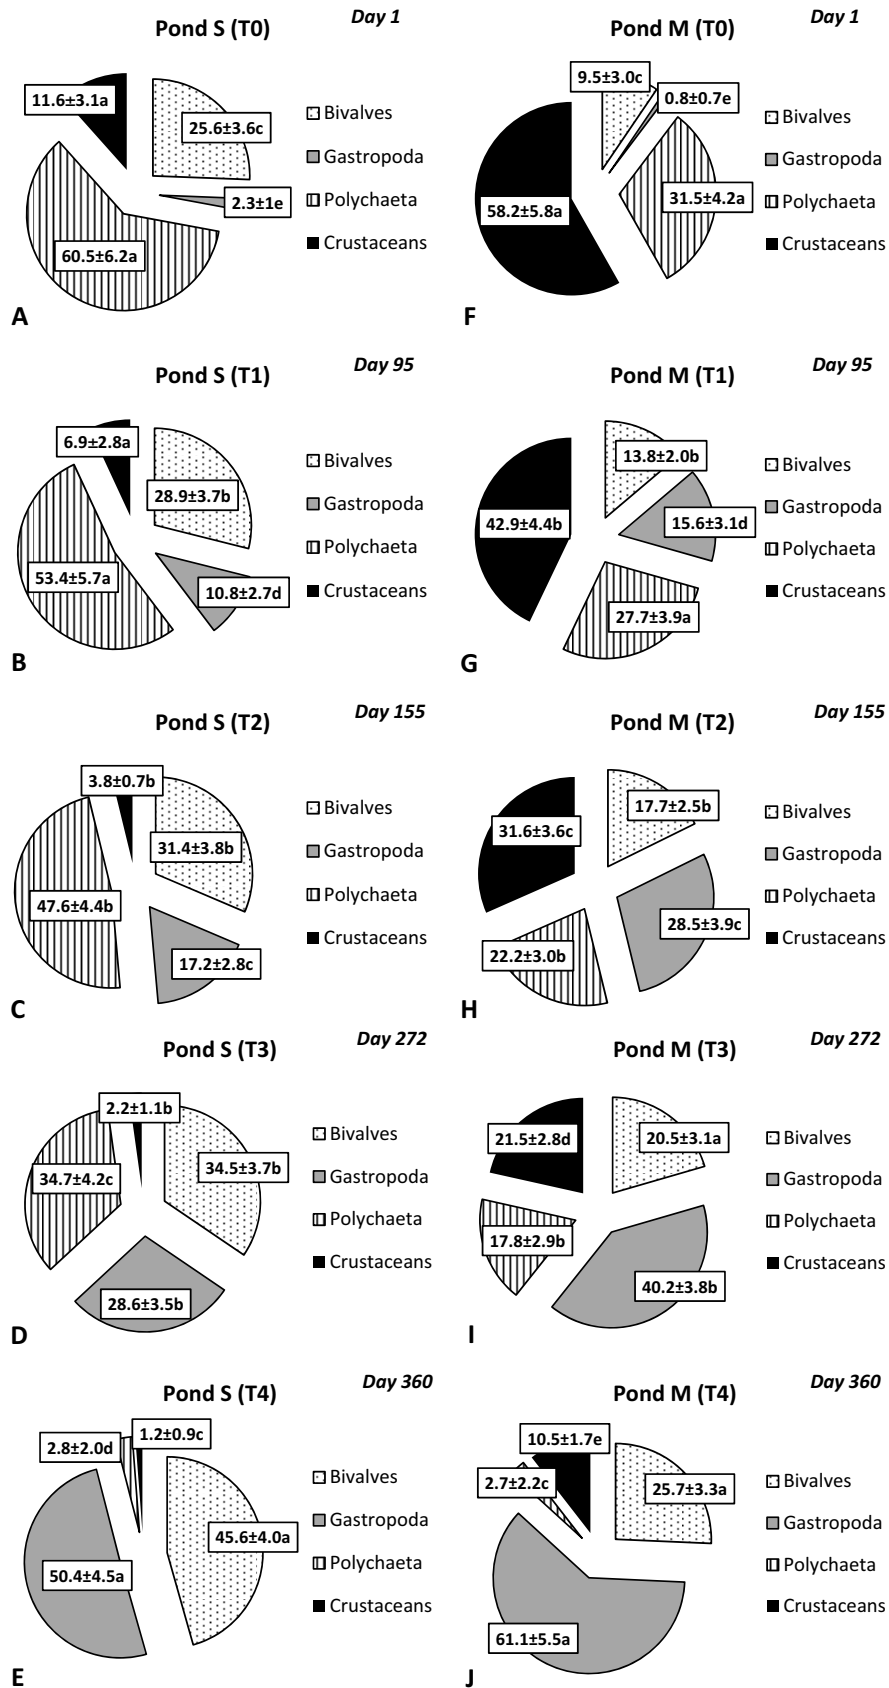 Pond S (T0)
Day 1
11.6±3.1a
25.6±3.6c
2.3±1e
60.5±6.2a
Bivalves
Gastropoda
Polychaeta
Crustaceans
A
Pond M (T0)
Day 1
9.5±3.0c
0.8±0.7e
31.5±4.2a
58.2±5.8a
Bivalves
Gastropoda
Polychaeta
Crustaceans
F
Pond S (T1)
Day 95
6.9±2.8a
28.9±3.7b
10.8±2.7d
53.4±5.7a
Bivalves
Gastropoda
Polychaeta
Crustaceans
B
Pond M (T1)
Day 95
13.8±2.0b
15.6±3.1d
42.9±4.4b
27.7±3.9a
Bivalves
Gastropoda
Polychaeta
Crustaceans
G
Pond S (T2)
Day 155
3.8±0.7b
31.4±3.8b
47.6±4.4b
17.2±2.8c
Bivalves
Gastropoda
Polychaeta
Crustaceans
C
Pond M (T2)
Day 155
17.7±2.5b
31.6±3.6c
28.5±3.9c
22.2±3.0b
Bivalves
Gastropoda
Polychaeta
Crustaceans
H
Pond S (T3)
Day 272
2.2±1.1b
34.5±3.7b
34.7±4.2c
28.6±3.5b
Bivalves
Gastropoda
Polychaeta
Crustaceans
D
Pond M (T3)
Day 272
21.5±2.8d
20.5±3.1a
17.8±2.9b
40.2±3.8b
Bivalves
Gastropoda
Polychaeta
Crustaceans
I
Pond S (T4)
Day 360
2.8±2.0d
1.2±0.9c
45.6±4.0a
50.4±4.5a
Bivalves
Gastropoda
Polychaeta
Crustaceans
E
Pond M (T4)
Day 360
10.5±1.7e
2.7±2.2c
25.7±3.3a
61.1±5.5a
Bivalves
Gastropoda
Polychaeta
Crustaceans
J